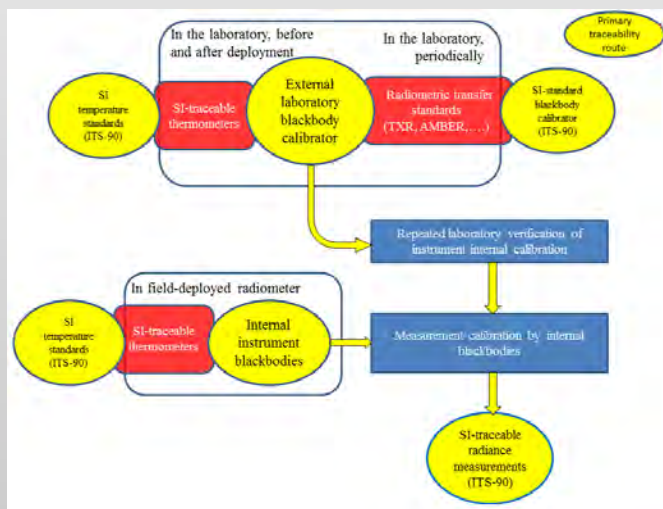 Primary
traceability
route
In the laboratory, before
and after deployment
In the laboratory,
periodically
SI
temperature
standards
(ITS-90)
SI-traceable
thermometers
External
laboratory
blackbody
calibrator
Radiometric transfer
standards
(TXR, AMBER, ....)
SI-standard
blackbody
calibrator
(ITS-90)
Repeated laboratory verification of
instrument internal calibration
In field-deployed radiometer
SI
temperature
standards
(ITS-90)
SI-traceable
thermometers
Internal
instrument
blackbodies
Measurement calibration by internal
blackbodies
SI-traceable
radiance
measurements
(ITS-90)